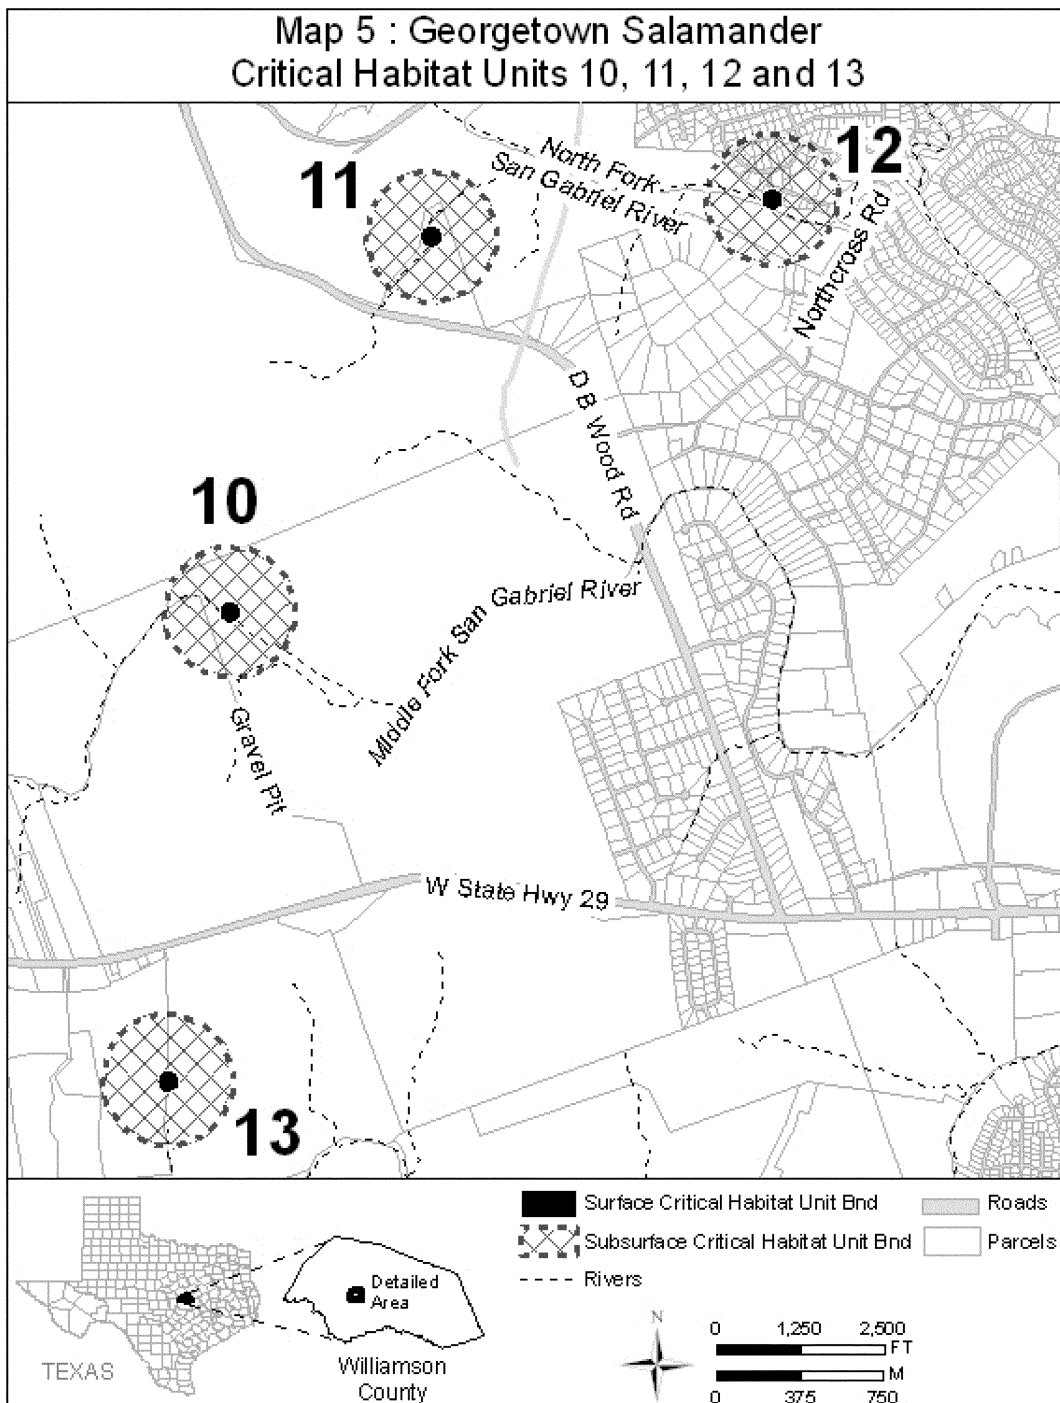 Map 5 : Georgetown Salamander
Critical Habitat Units 10, 11, 12 and 13
11
North Fork
San Gabriel River
12
Northcross Rd
D B Wood Rd
10
Middle Fork San Gabriel River
Gravel Pit
W State Hwy 29
13
Surface Critical Habitat Unit Bnd
Roads
Subsurface Critical Habitat Unit Bnd
Parcels
Rivers
Detailed
Area
TEXAS
Williamson
County
N
0 1,250 2,500
FT
M
0 375 750